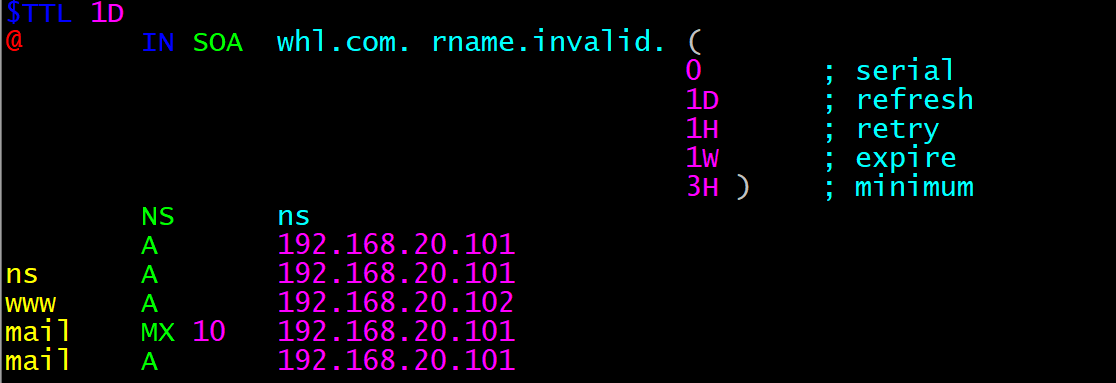 $TTL 1D
@ IN SOA whl.com. rname.invalid. (
0 ; serial
1D ; refresh
1H ; retry
1W ; expire
3H ) ; minimum
NS ns
A 192.168.20.101
ns A 192.168.20.101
www A 192.168.20.102
mail MX 10 192.168.20.101
mail A 192.168.20.101